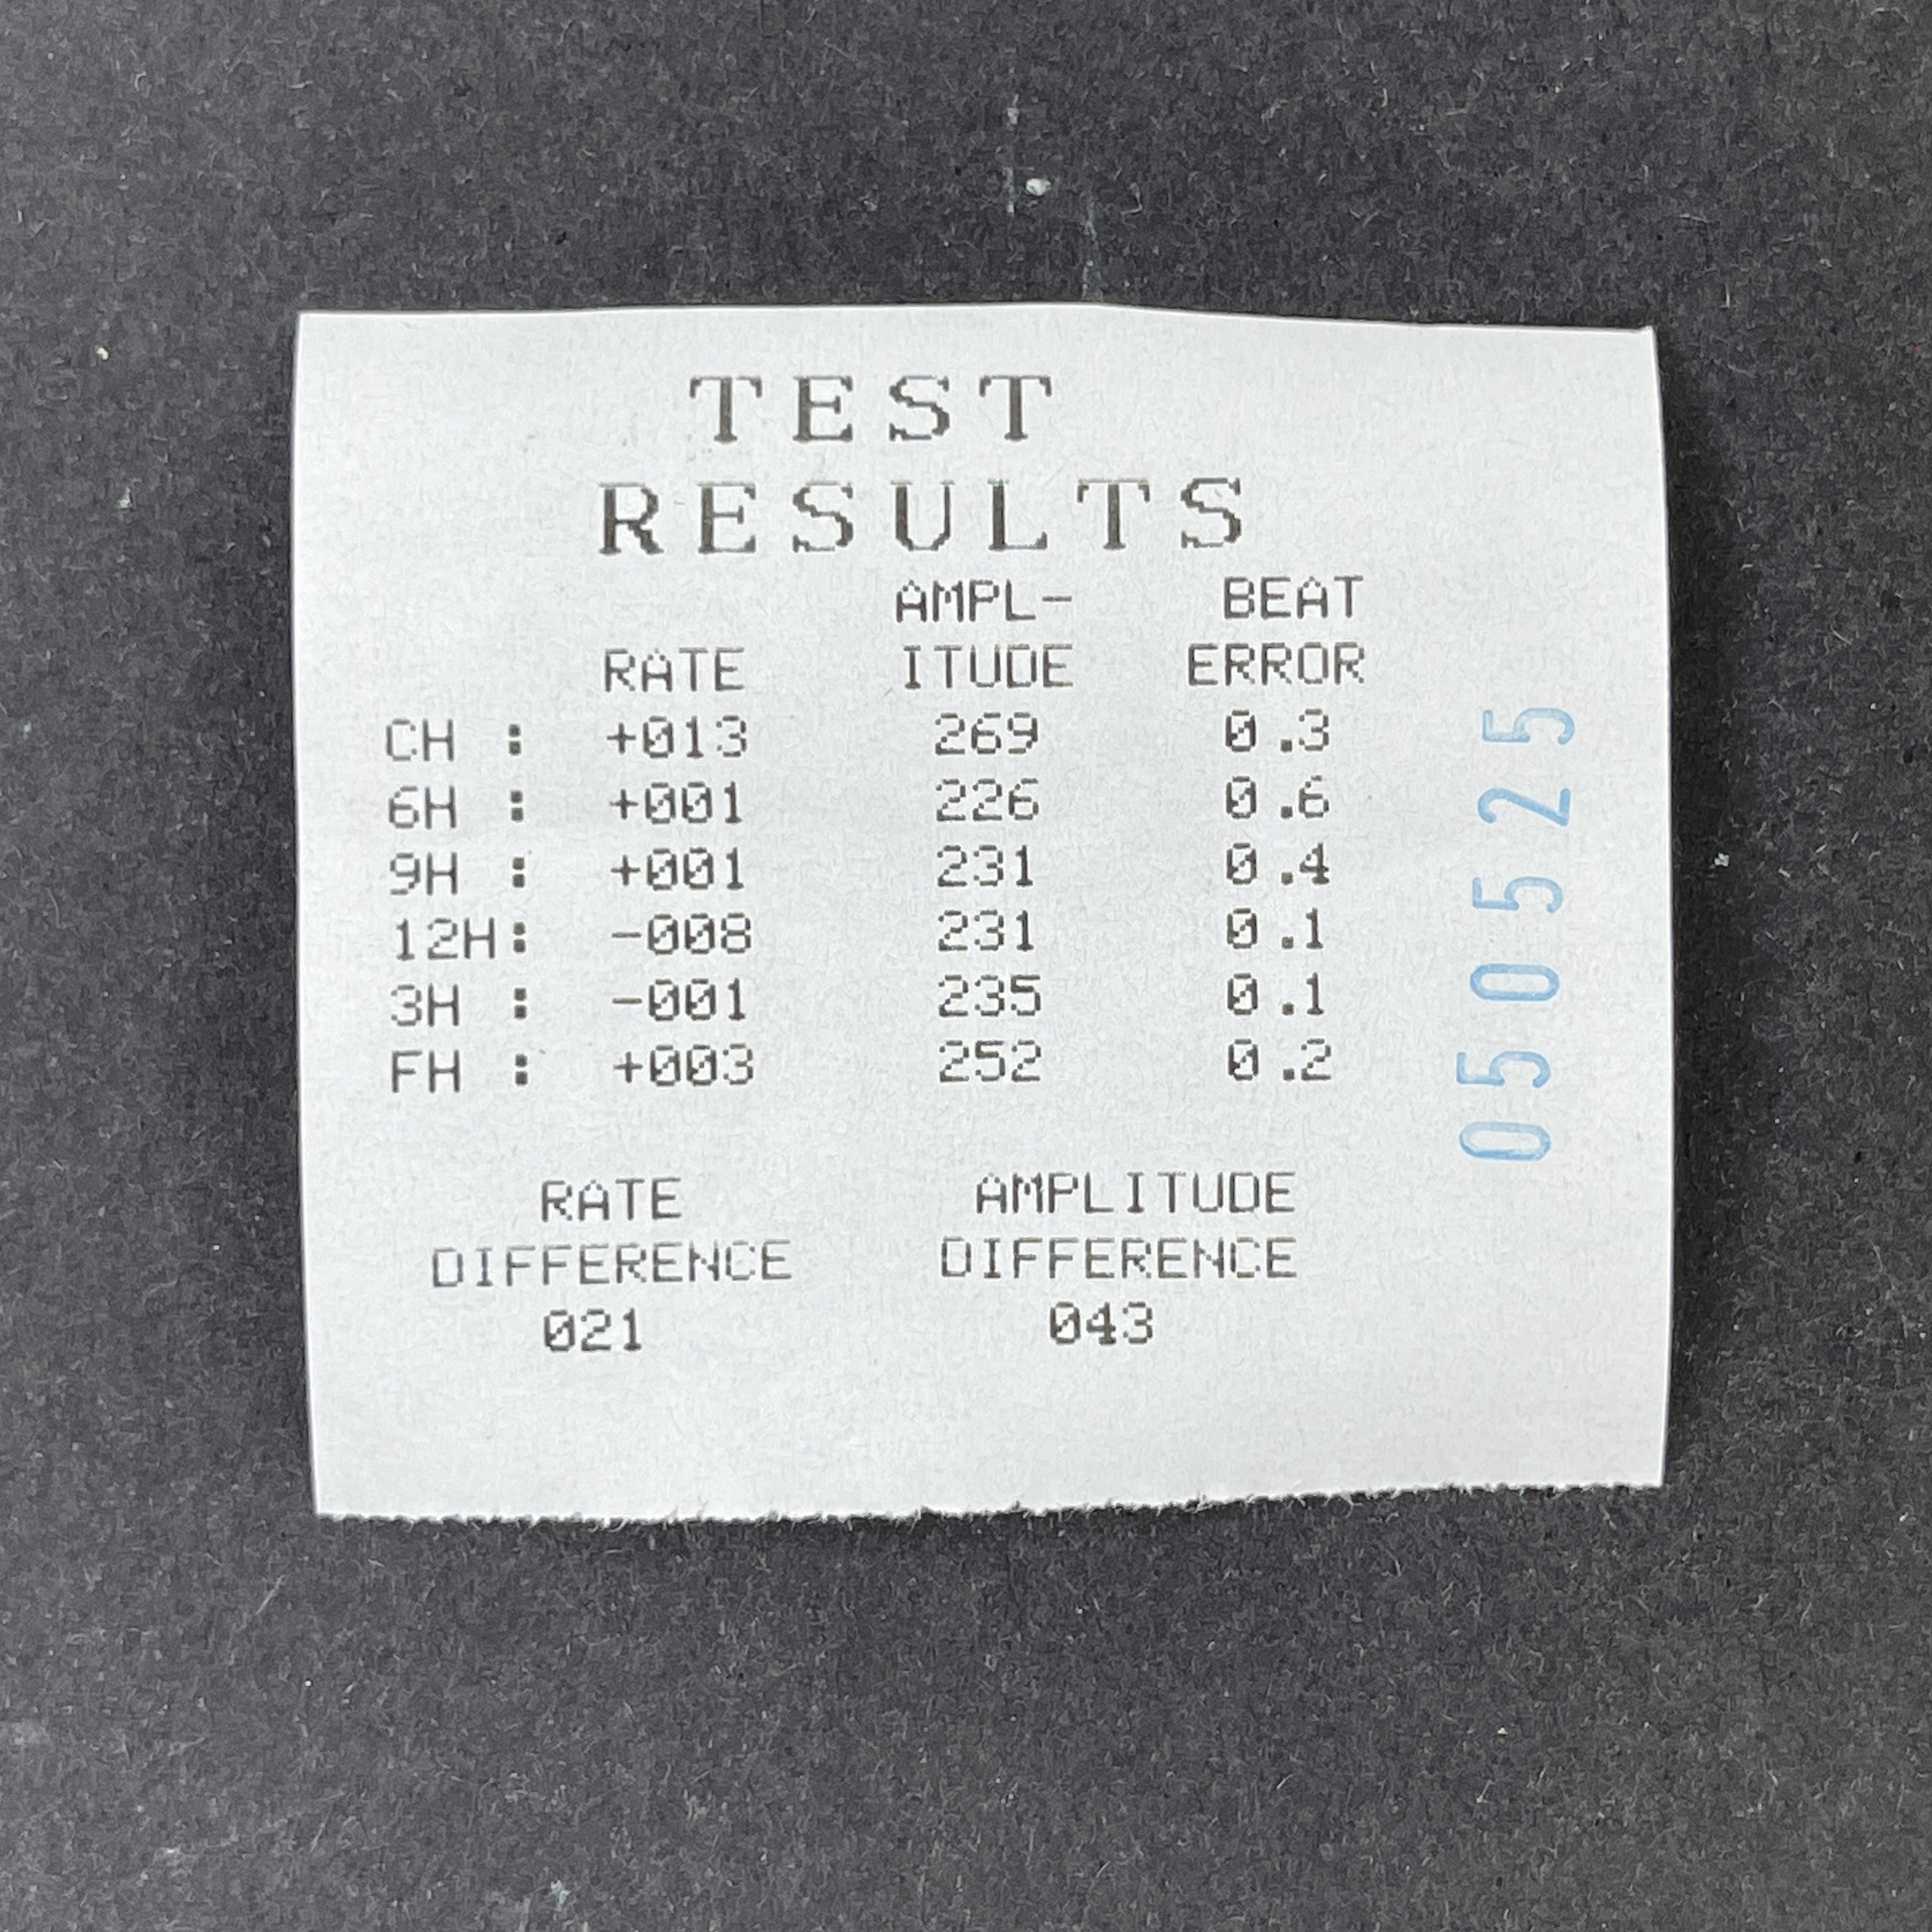 TEST
RESULTS
AMPL- BEAT
RATE ITUDE ERROR
CH : +013 269 0.3
6H : +001 226 0.6
9H : +001 231 0.4
12H: -008 231 0.1
3H : -001 235 0.1
FH : +003 252 0.2
RATE AMPLITUDE
DIFFERENCE DIFFERENCE
021 043
050525